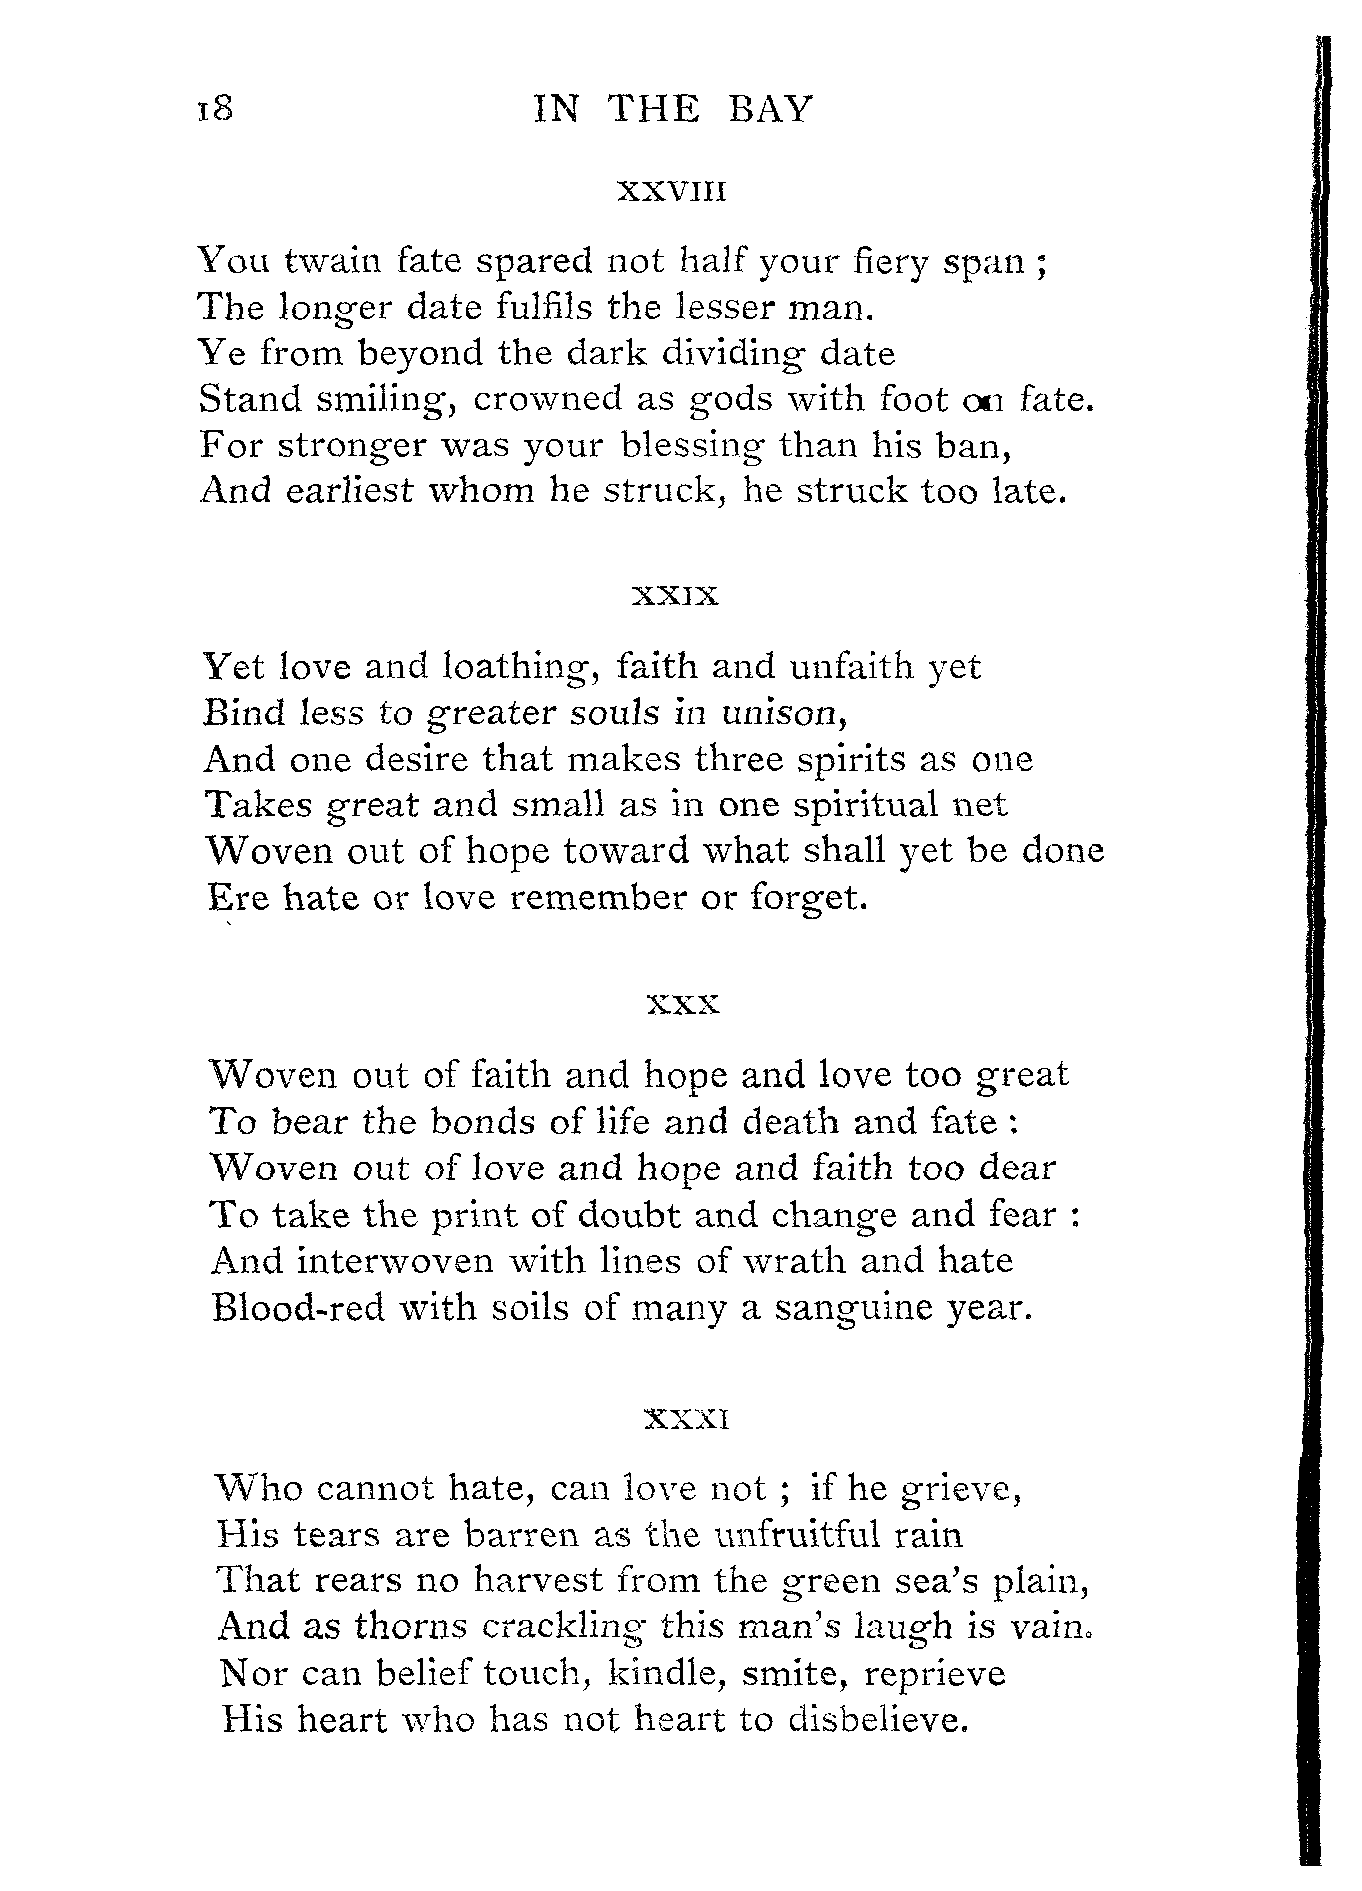 18 IN THE BAY
XXVIII
You twain fate spared not half your fiery span ;
The longer date fulfils the lesser man.
Ye from beyond the dark dividing date
Stand smiling, crowned as gods with foot on fate.
For stronger was your blessing than his ban,
And earliest whom he struck, he struck too late.
XXIX
Yet love and loathing, faith and unfaith yet
Bind less to greater souls in unison,
And one desire that makes three spirits as one
Takes great and small as in one spiritual net
Woven out of hope toward what shall yet be done
Ere hate or love remember or forget.
XXX
Woven out of faith and hope and love too great
To bear the bonds of life and death and fate :
Woven out of love and hope and faith too dear
To take the print of doubt and change and fear :
And interwoven with lines of wrath and hate
Blood-red with soils of many a sanguine year.
XXXI
Who cannot hate, can love not ; if he grieve,
His tears are barren as the unfruitful rain
That rears no harvest from the green sea's plain,
And as thorns crackling this man's laugh is vain.
Nor can belief touch, kindle, smite, reprieve
His heart who has not heart to disbelieve.